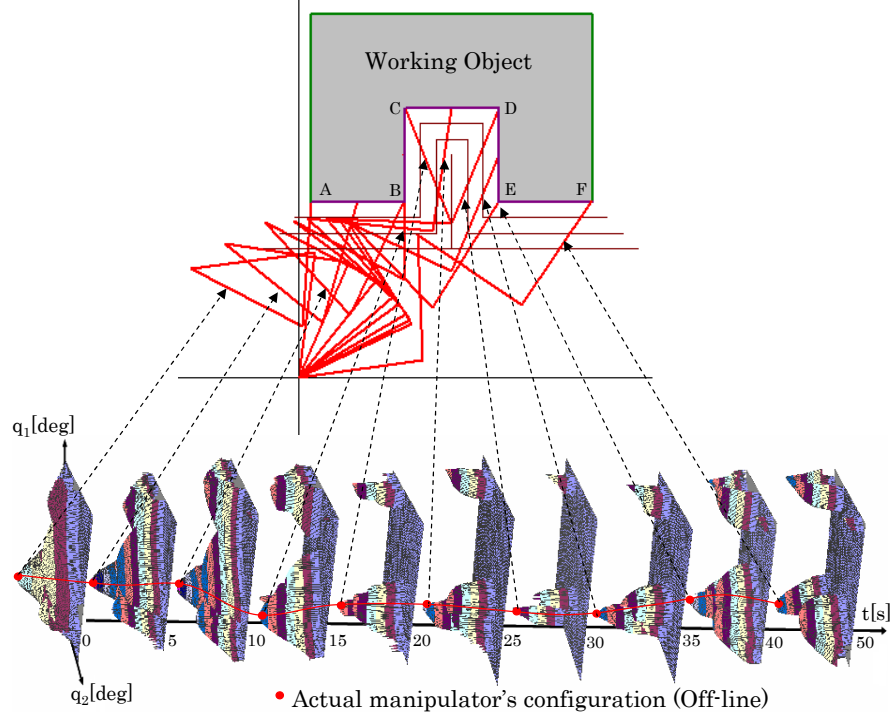 Working Object
C D
A B E F
q₁[deg]
t[s]
0 5 10 15 20 25 30 35 40 50
q₂[deg]
Actual manipulator's configuration (Off-line)